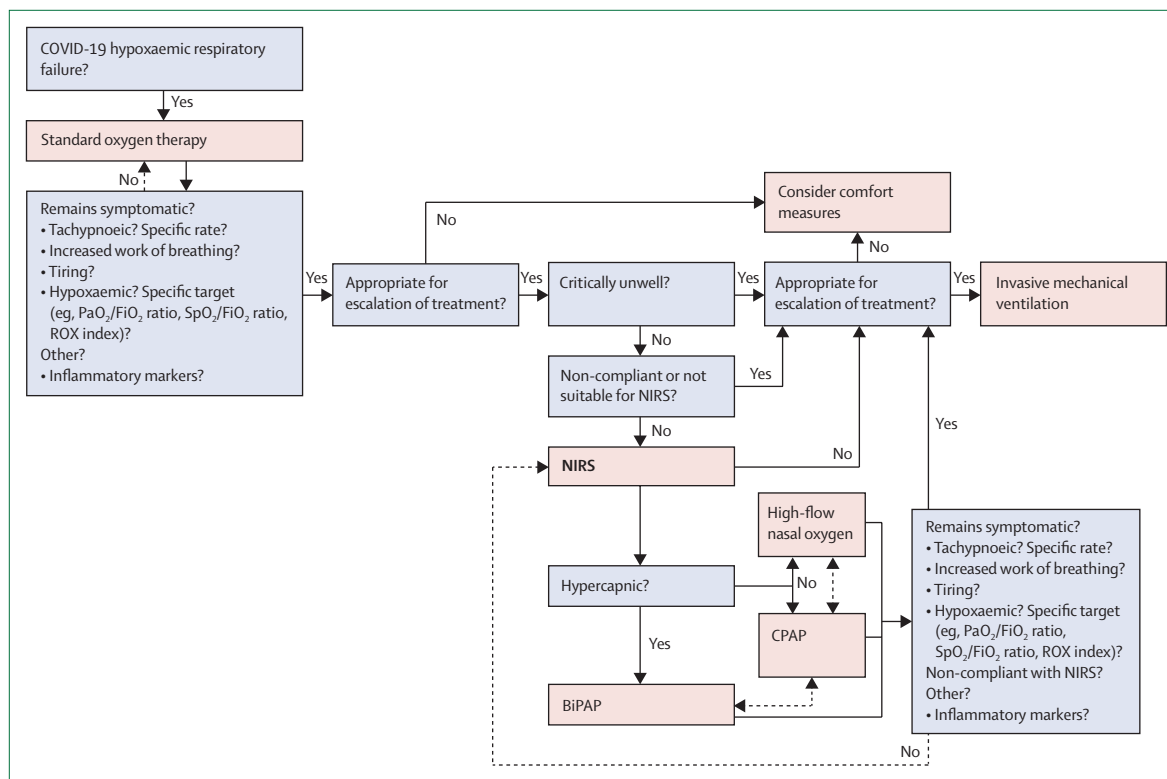 COVID-19 hypoxaemic respiratory
failure?
Yes
Standard oxygen therapy
No
Remains symptomatic?
• Tachypnoeic? Specific rate?
• Increased work of breathing?
• Tiring?
• Hypoxaemic? Specific target
(eg, PaO₂/FiO₂ ratio, SpO₂/FiO₂ ratio,
ROX index)?
Other?
• Inflammatory markers?
Yes
Appropriate for
escalation of treatment?
No
Yes
Consider comfort
measures
Critically unwell?
Yes
No
Appropriate for
escalation of treatment?
No
Yes
Invasive mechanical
ventilation
Non-compliant or not
suitable for NIRS?
Yes
No
NIRS
No
Hypercapnic?
No
Yes
High-flow
nasal oxygen
CPAP
BiPAP
Yes
Remains symptomatic?
• Tachypnoeic? Specific rate?
• Increased work of breathing?
• Tiring?
• Hypoxaemic? Specific target
(eg, PaO₂/FiO₂ ratio,
SpO₂/FiO₂ ratio, ROX index)?
Non-compliant with NIRS?
Other?
• Inflammatory markers?
No